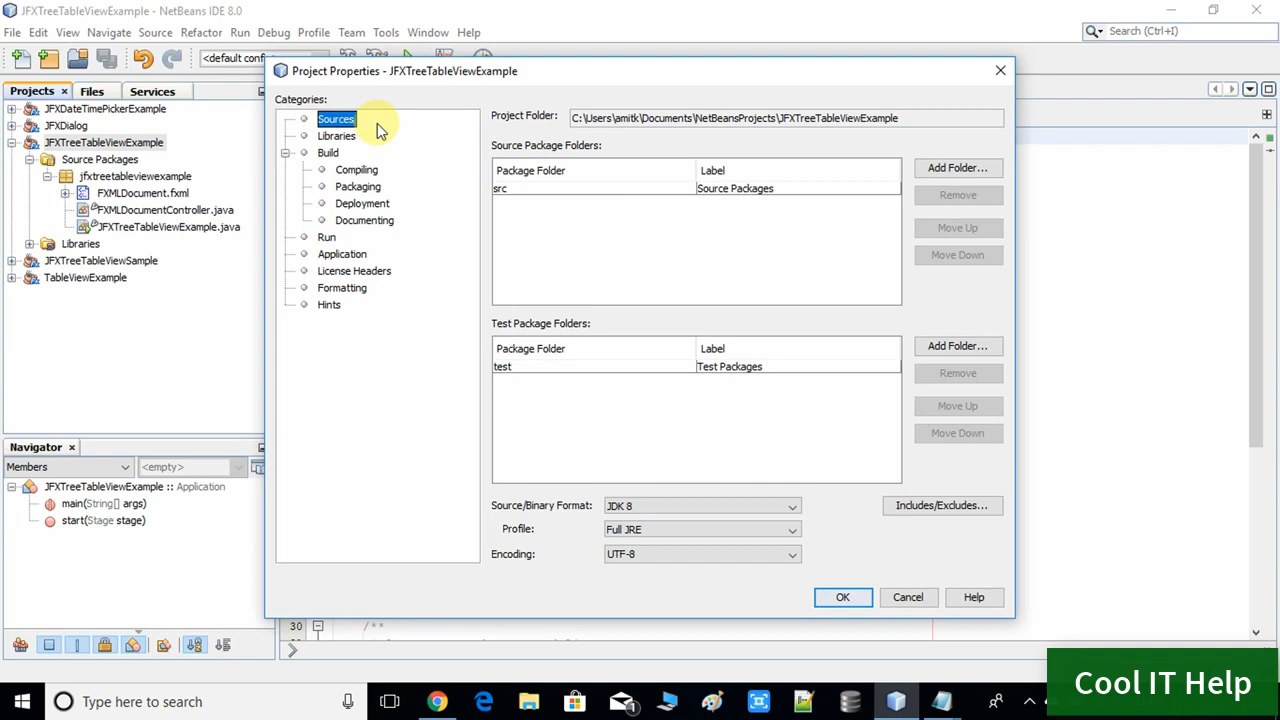 JFXTreeTableViewExample - NetBeans IDE 8.0
File Edit View Navigate Source Refactor Run Debug Profile Team Tools Window Help
Search (Ctrl+I)
<default conf
Projects × Files Services
JFXDateTimePickerExample
JFXDialog
JFXTreeTableViewExample
Source Packages
jfxtreetableviewexample
FXMLDocument.fxml
FXMLDocumentController.java
JFXTreeTableViewExample.java
Libraries
JFXTreeTableViewSample
TableViewExample
Navigator ×
Members <empty>
JFXTreeTableViewExample :: Application
main(String[] args)
start(Stage stage)
Project Properties - JFXTreeTableViewExample
Categories:
Sources
Libraries
Build
Compiling
Packaging
Deployment
Documenting
Run
Application
License Headers
Formatting
Hints
Project Folder: C:\Users\amitk\Documents\NetBeansProjects\JFXTreeTableViewExample
Source Package Folders:
Package Folder Label
src Source Packages
Add Folder...
Remove
Move Up
Move Down
Test Package Folders:
Package Folder Label
test Test Packages
Add Folder...
Remove
Move Up
Move Down
Source/Binary Format: JDK 8
Includes/Excludes...
Profile: Full JRE
Encoding: UTF-8
OK Cancel Help
30 /**
Cool IT Help
Type here to search
1